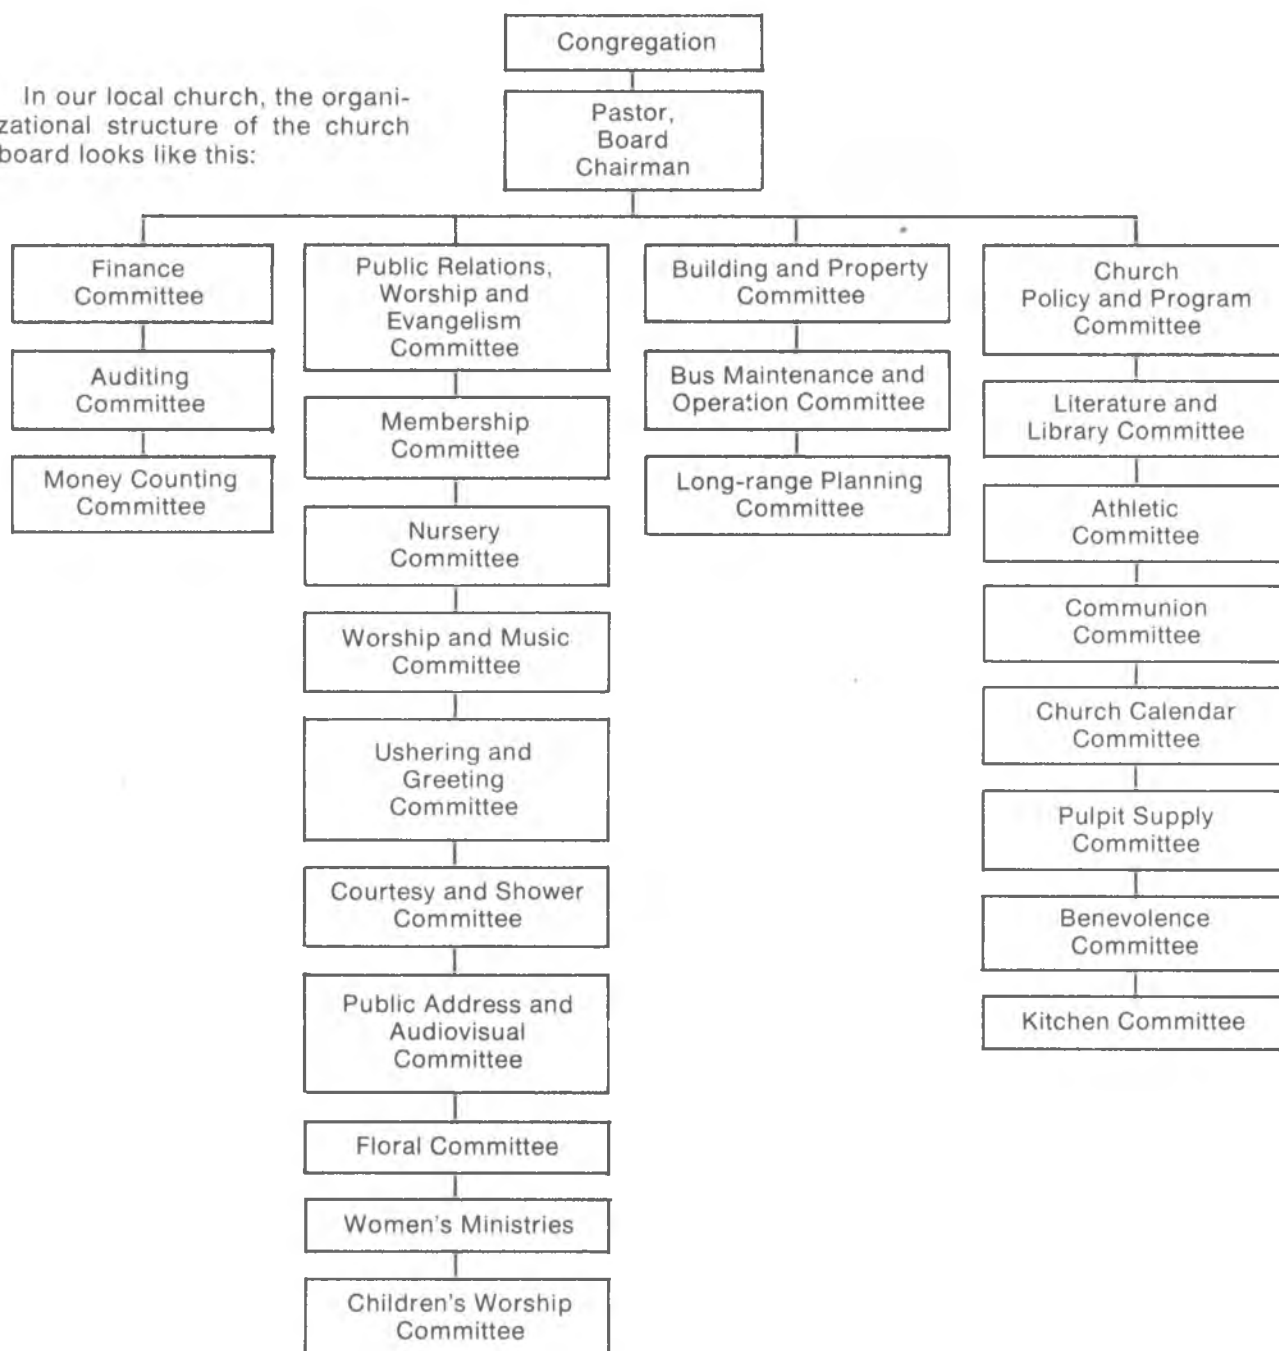 Congregation
In our local church, the organi-
zational structure of the church
board looks like this:
Pastor,
Board
Chairman
Finance
Committee
Auditing
Committee
Money Counting
Committee
Public Relations,
Worship and
Evangelism
Committee
Membership
Committee
Nursery
Committee
Worship and Music
Committee
Ushering and
Greeting
Committee
Courtesy and Shower
Committee
Public Address and
Audiovisual
Committee
Floral Committee
Women's Ministries
Children's Worship
Committee
Building and Property
Committee
Bus Maintenance and
Operation Committee
Long-range Planning
Committee
Church
Policy and Program
Committee
Literature and
Library Committee
Athletic
Committee
Communion
Committee
Church Calendar
Committee
Pulpit Supply
Committee
Benevolence
Committee
Kitchen Committee